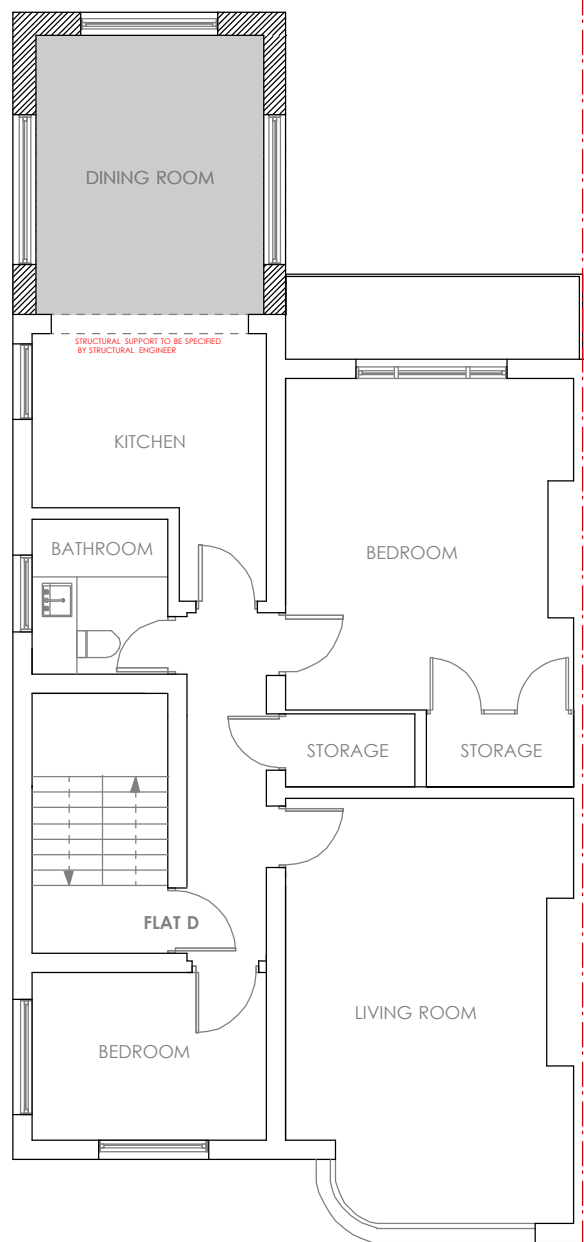 DINING ROOM
STRUCTURAL SUPPORT TO BE SPECIFIED
BY STRUCTURAL ENGINEER
KITCHEN
BATHROOM
BEDROOM
STORAGE
STORAGE
FLAT D
LIVING ROOM
BEDROOM